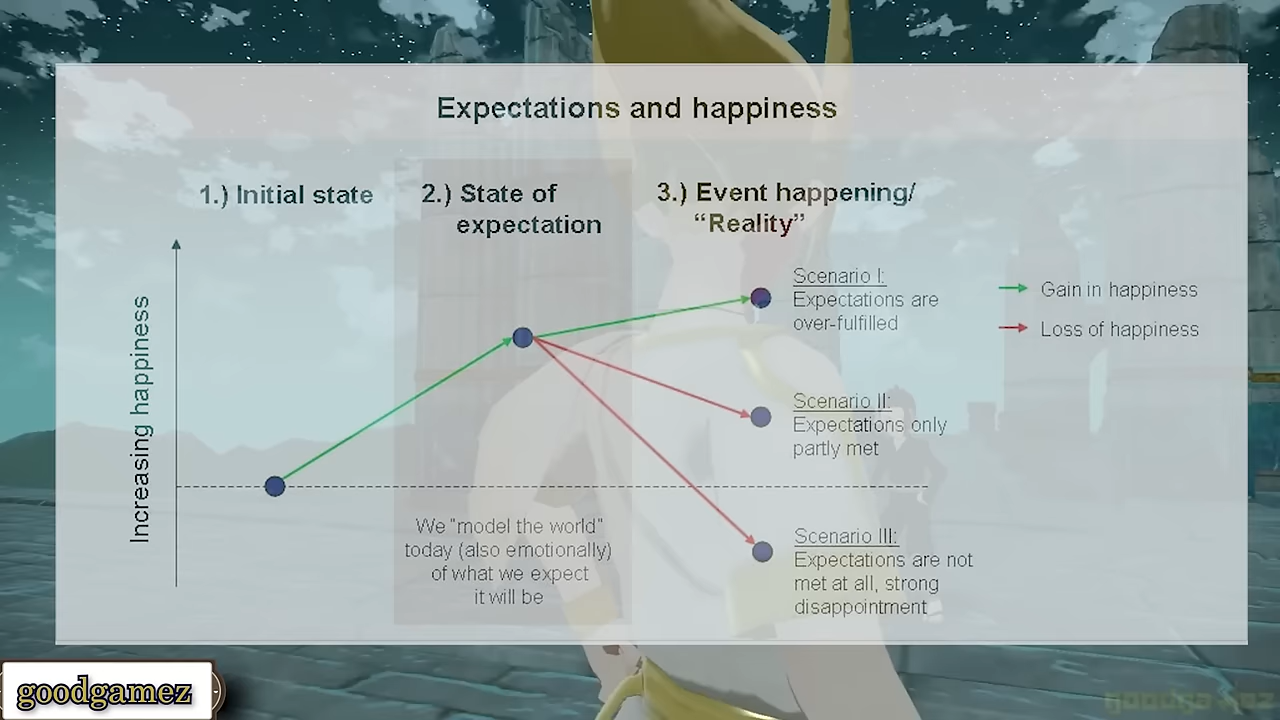 Expectations and happiness
1.) Initial state
2.) State of
expectation
3.) Event happening/
“Reality”
Increasing happiness
Scenario I:
Expectations are
over-fulfilled
Gain in happiness
Loss of happiness
Scenario II:
Expectations only
partly met
We "model the world"
today (also emotionally)
of what we expect
it will be
Scenario III:
Expectations are not
met at all, strong
disappointment
goodgamez